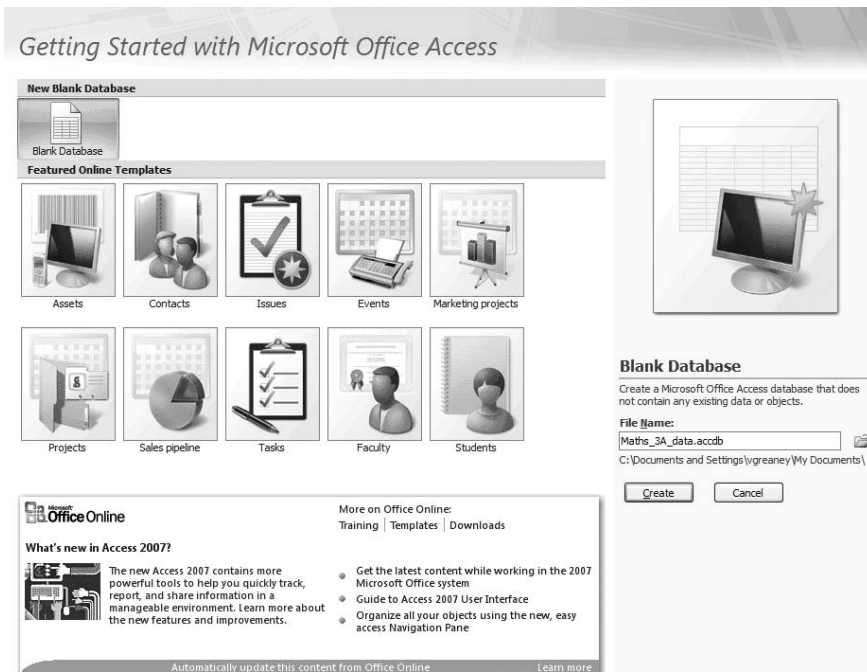 Getting Started with Microsoft Office Access
New Blank Database
Blank Database
Featured Online Templates
Assets
Contacts
Issues
Events
Marketing projects
Projects
Sales pipeline
Tasks
Faculty
Students
Microsoft
Office Online
More on Office Online:
Training | Templates | Downloads
What's new in Access 2007?
The new Access 2007 contains more
powerful tools to help you quickly track,
report, and share information in a
manageable environment. Learn more about
the new features and improvements.
Get the latest content while working in the 2007
Microsoft Office system
Guide to Access 2007 User Interface
Organize all your objects using the new, easy
access Navigation Pane
Automatically update this content from Office Online
Learn more
Blank Database
Create a Microsoft Office Access database that does
not contain any existing data or objects.
File Name:
Maths_3A_data.accdb
C:\Documents and Settings\vgreaney\My Documents\
Create
Cancel